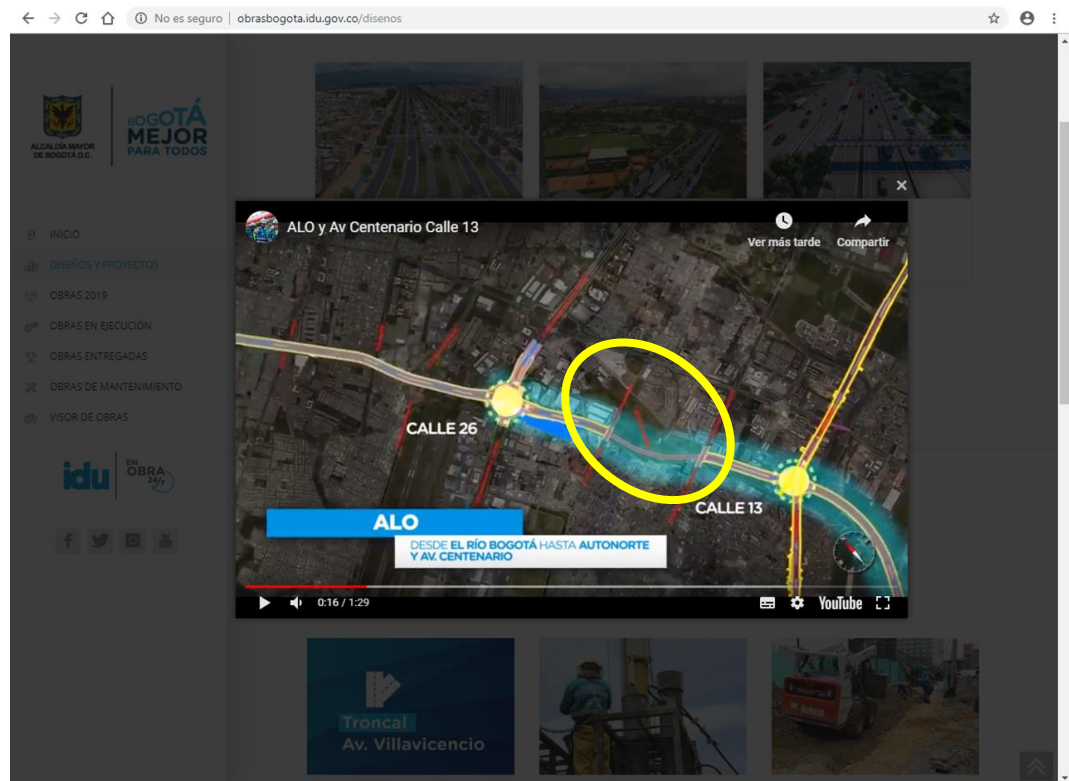 No es seguro | obrasbogota.idu.gov.co/disenos
ALCALDÍA MAYOR
DE BOGOTÁ D.C.
BOGOTÁ
MEJOR
PARA TODOS
INICIO
DISEÑOS Y PROYECTOS
OBRAS 2019
OBRAS EN EJECUCIÓN
OBRAS ENTREGADAS
OBRAS DE MANTENIMIENTO
VISOR DE OBRAS
idu
EN
OBRA
24/7
ALO y Av Centenario Calle 13
Ver más tarde
Compartir
CALLE 26
CALLE 13
ALO
DESDE EL RÍO BOGOTÁ HASTA AUTONORTE
Y AV. CENTENARIO
0:16 / 1:29
YouTube
Troncal
Av. Villavicencio
Bobcat